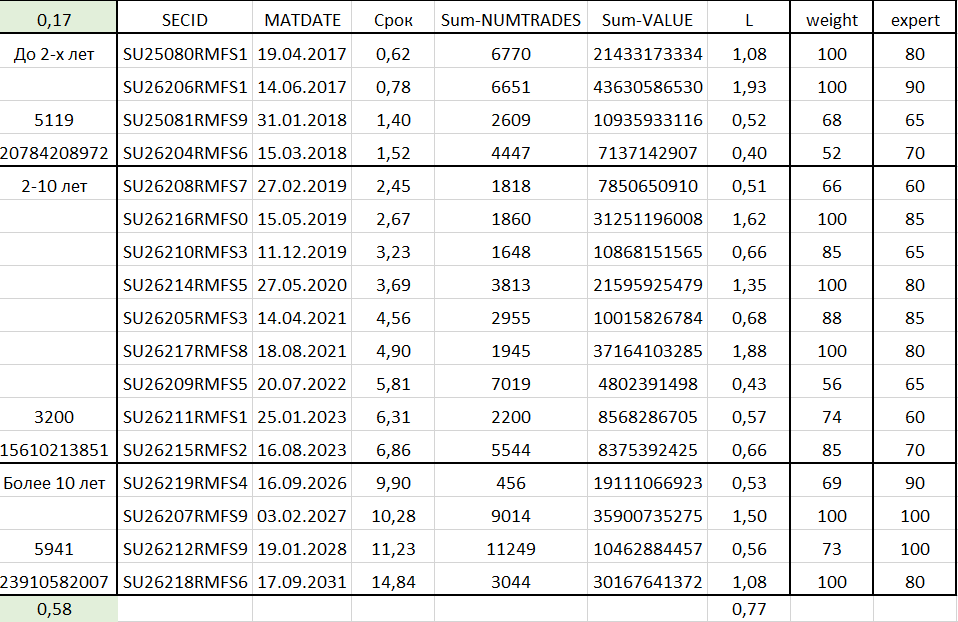 0,17 SECID MATDATE Срок Sum-NUMTRADES Sum-VALUE L weight expert
До 2-х лет SU25080RMFS1 19.04.2017 0,62 6770 21433173334 1,08 100 80
SU26206RMFS1 14.06.2017 0,78 6651 43630586530 1,93 100 90
5119 SU25081RMFS9 31.01.2018 1,40 2609 10935933116 0,52 68 65
20784208972 SU26204RMFS6 15.03.2018 1,52 4447 7137142907 0,40 52 70
2-10 лет SU26208RMFS7 27.02.2019 2,45 1818 7850650910 0,51 66 60
SU26216RMFS0 15.05.2019 2,67 1860 31251196008 1,62 100 85
SU26210RMFS3 11.12.2019 3,23 1648 10868151565 0,66 85 65
SU26214RMFS5 27.05.2020 3,69 3813 21595925479 1,35 100 80
SU26205RMFS3 14.04.2021 4,56 2955 10015826784 0,68 88 85
SU26217RMFS8 18.08.2021 4,90 1945 37164103285 1,88 100 80
SU26209RMFS5 20.07.2022 5,81 7019 4802391498 0,43 56 65
3200 SU26211RMFS1 25.01.2023 6,31 2200 8568286705 0,57 74 60
15610213851 SU26215RMFS2 16.08.2023 6,86 5544 8375392425 0,66 85 70
Более 10 лет SU26219RMFS4 16.09.2026 9,90 456 19111066923 0,53 69 90
SU26207RMFS9 03.02.2027 10,28 9014 35900735275 1,50 100 100
5941 SU26212RMFS9 19.01.2028 11,23 11249 10462884457 0,56 73 100
23910582007 SU26218RMFS6 17.09.2031 14,84 3044 30167641372 1,08 100 80
0,58 0,77